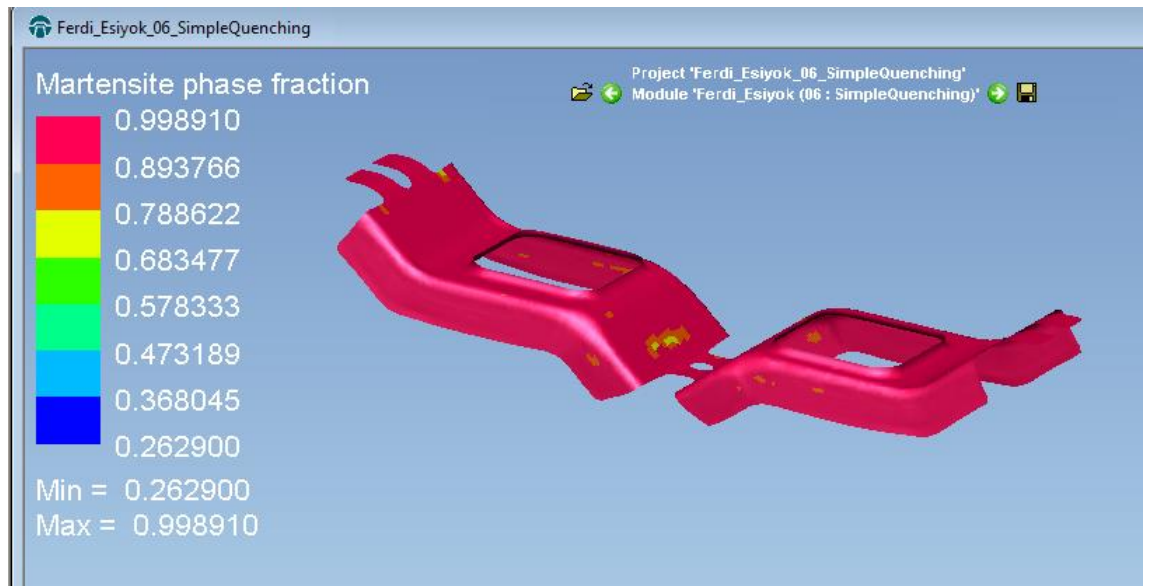 Ferdi_Esiyok_06_SimpleQuenching
Martensite phase fraction
Project 'Ferdi_Esiyok_06_SimpleQuenching'
Module 'Ferdi_Esiyok (06 : SimpleQuenching)'
0.998910
0.893766
0.788622
0.683477
0.578333
0.473189
0.368045
0.262900
Min = 0.262900
Max = 0.998910